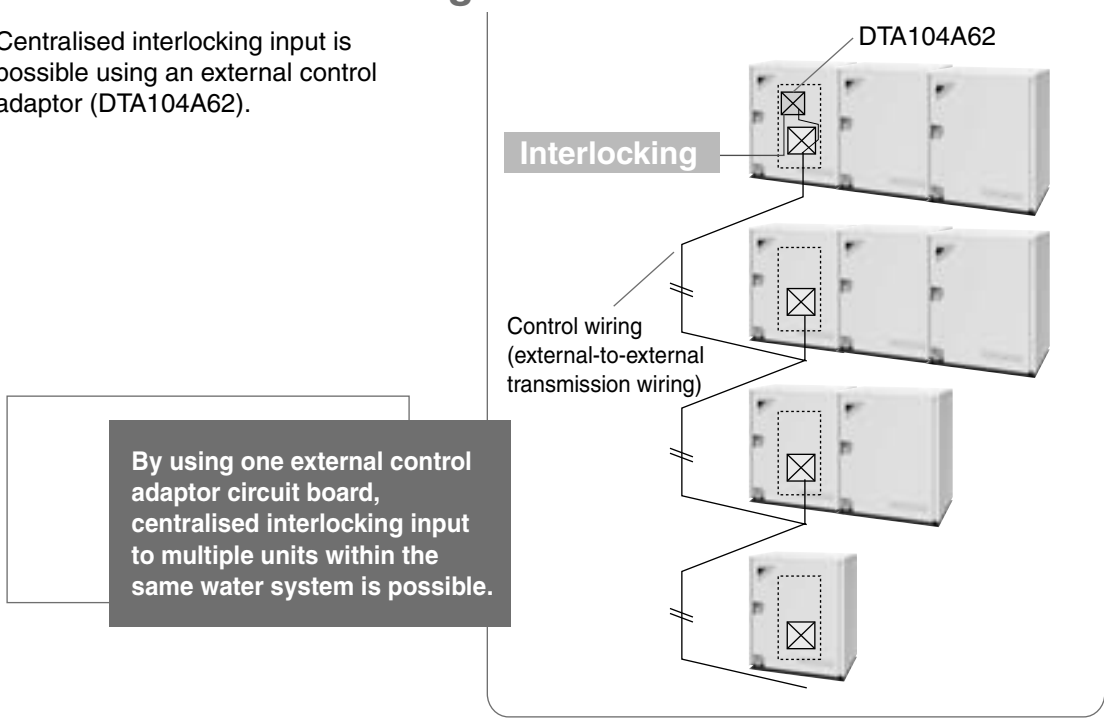 Centralised interlocking input is
possible using an external control
adaptor (DTA104A62).
DTA104A62
Interlocking
Control wiring
(external-to-external
transmission wiring)
By using one external control
adaptor circuit board,
centralised interlocking input
to multiple units within the
same water system is possible.